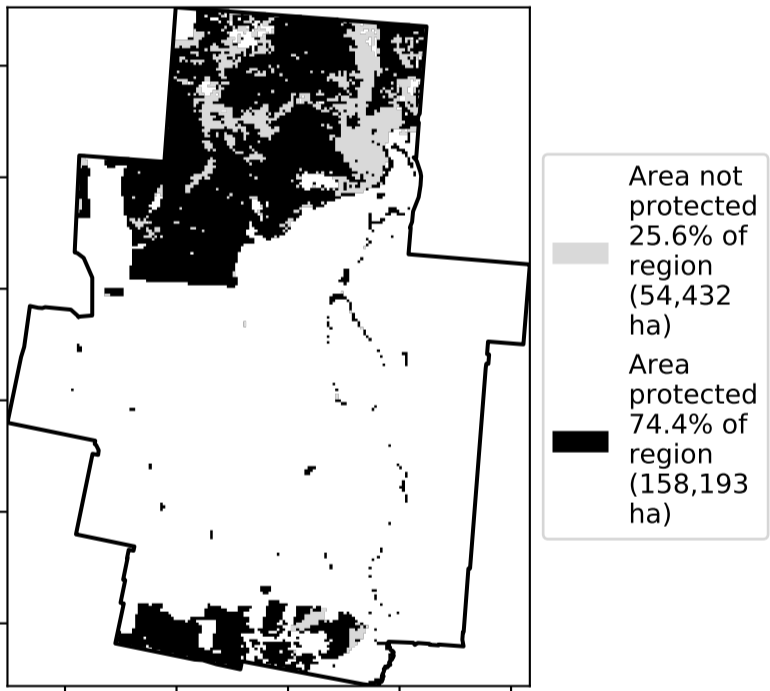 Area not
protected
25.6% of
region
(54,432
ha)
Area
protected
74.4% of
region
(158,193
ha)